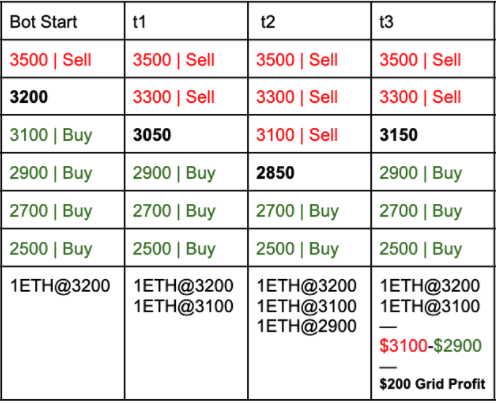 Bot Start t1 t2 t3
3500 | Sell 3500 | Sell 3500 | Sell 3500 | Sell
3200 3300 | Sell 3300 | Sell 3300 | Sell
3100 | Buy 3050 3100 | Sell 3150
2900 | Buy 2900 | Buy 2850 2900 | Buy
2700 | Buy 2700 | Buy 2700 | Buy 2700 | Buy
2500 | Buy 2500 | Buy 2500 | Buy 2500 | Buy
1ETH@3200 1ETH@3200 1ETH@3200 1ETH@3200
1ETH@3100 1ETH@3100 1ETH@3100
1ETH@2900 —
$3100-$2900
—
$200 Grid Profit